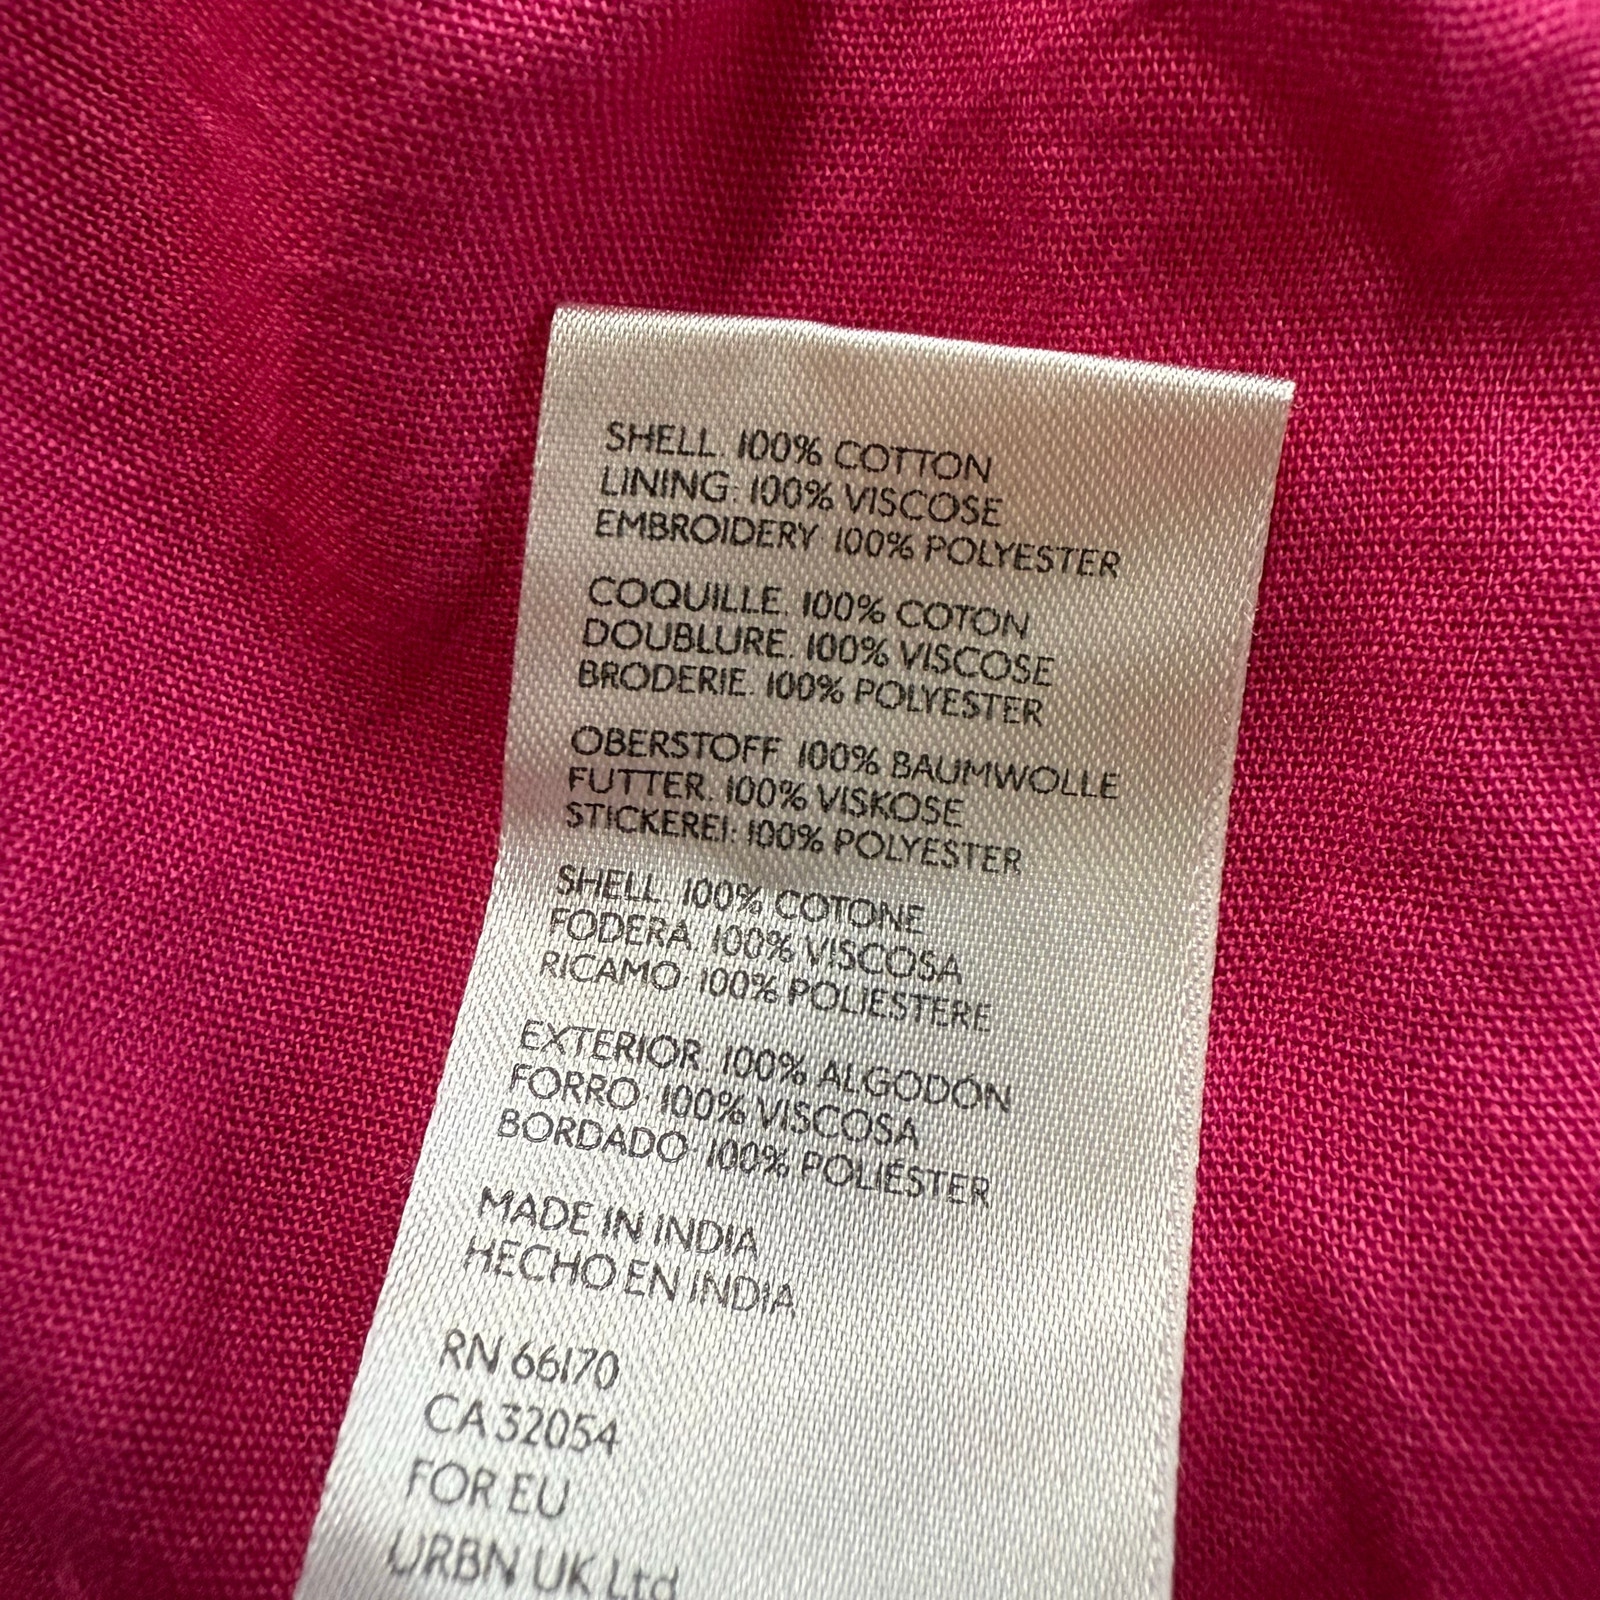 SHELL: 100% COTTON
LINING: 100% VISCOSE
EMBROIDERY: 100% POLYESTER
COQUILLE: 100% COTON
DOUBLURE: 100% VISCOSE
BRODERIE: 100% POLYESTER
OBERSTOFF: 100% BAUMWOLLE
FUTTER: 100% VISKOSE
STICKEREI: 100% POLYESTER
SHELL: 100% COTONE
FODERA: 100% VISCOSA
RICAMO: 100% POLIESTERE
EXTERIOR: 100% ALGODÓN
FORRO: 100% VISCOSA
BORDADO: 100% POLIÉSTER
MADE IN INDIA
HECHO EN INDIA
RN 66170
CA 32054
FOR EU
URBN UK Ltd